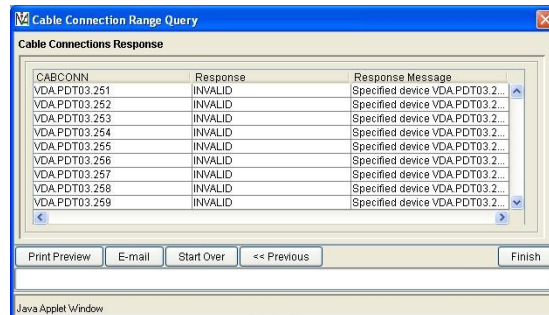 Cable Connection Range Query
Cable Connections Response
CABCONN Response Response Message
VDA.PDT03.251 INVALID Specified device VDA.PDT03.2...
VDA.PDT03.252 INVALID Specified device VDA.PDT03.2...
VDA.PDT03.253 INVALID Specified device VDA.PDT03.2...
VDA.PDT03.254 INVALID Specified device VDA.PDT03.2...
VDA.PDT03.255 INVALID Specified device VDA.PDT03.2...
VDA.PDT03.256 INVALID Specified device VDA.PDT03.2...
VDA.PDT03.257 INVALID Specified device VDA.PDT03.2...
VDA.PDT03.258 INVALID Specified device VDA.PDT03.2...
VDA.PDT03.259 INVALID Specified device VDA.PDT03.2...
Print Preview E-mail Start Over << Previous Finish
Java Applet Window